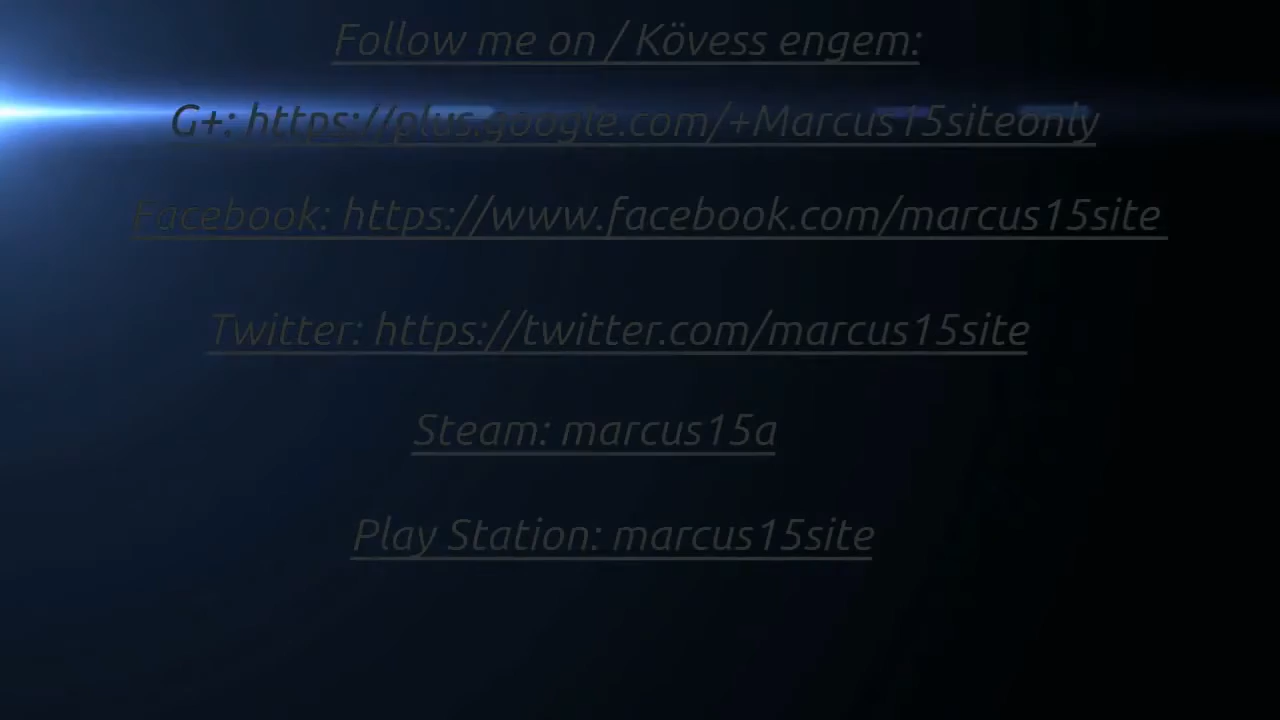 Follow me on / Kövess engem:
G+: https://plus.google.com/+Marcus15siteonly
Facebook: https://www.facebook.com/marcus15site
Twitter: https://twitter.com/marcus15site
Steam: marcus15a
Play Station: marcus15site